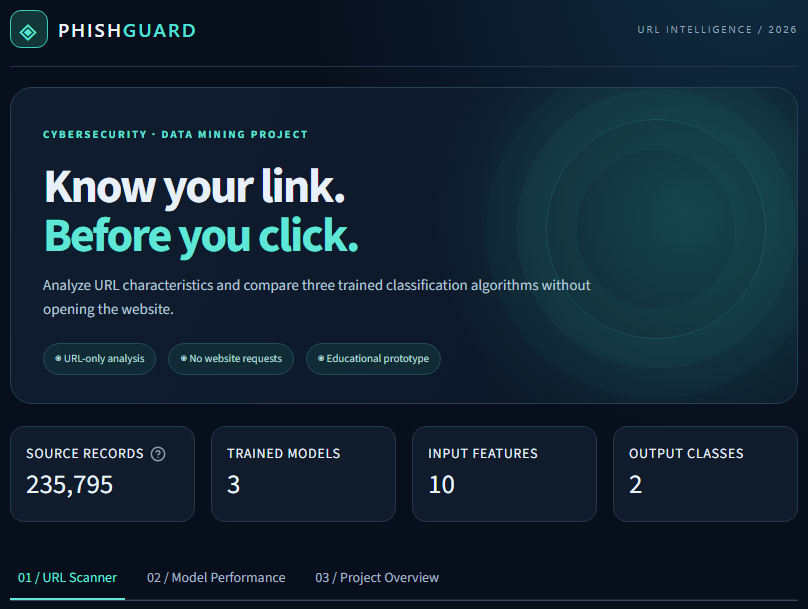 PHISHGUARD
URL INTELLIGENCE / 2026
CYBERSECURITY · DATA MINING PROJECT
Know your link.
Before you click.
Analyze URL characteristics and compare three trained classification algorithms without
opening the website.
URL-only analysis
No website requests
Educational prototype
SOURCE RECORDS ?
235,795
TRAINED MODELS
3
INPUT FEATURES
10
OUTPUT CLASSES
2
01 / URL Scanner
02 / Model Performance
03 / Project Overview